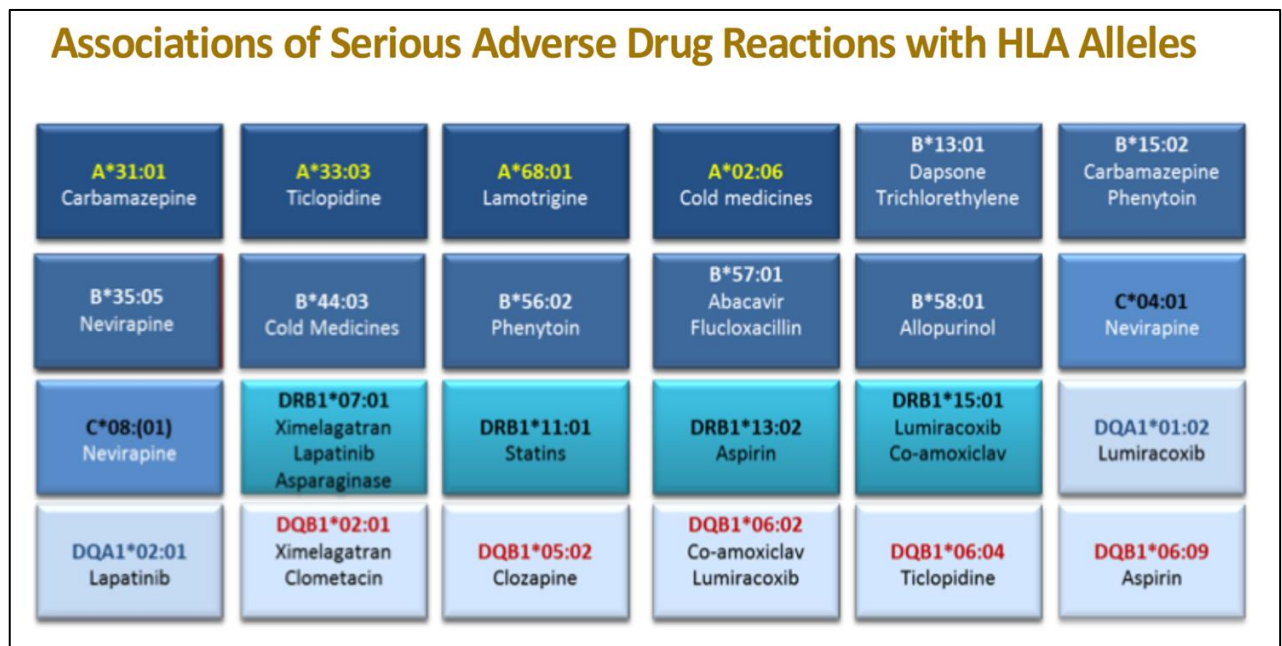 Associations of Serious Adverse Drug Reactions with HLA Alleles
A*31:01
Carbamazepine
A*33:03
Ticlopidine
A*68:01
Lamotrigine
A*02:06
Cold medicines
B*13:01
Dapsone
Trichlorethylene
B*15:02
Carbamazepine
Phenytoin
B*35:05
Nevirapine
B*44:03
Cold Medicines
B*56:02
Phenytoin
B*57:01
Abacavir
Flucloxacillin
B*58:01
Allopurinol
C*04:01
Nevirapine
C*08:(01)
Nevirapine
DRB1*07:01
Ximelagatran
Lapatinib
Asparaginase
DRB1*11:01
Statins
DRB1*13:02
Aspirin
DRB1*15:01
Lumiracoxib
Co-amoxiclav
DQA1*01:02
Lumiracoxib
DQA1*02:01
Lapatinib
DQB1*02:01
Ximelagatran
Clometacin
DQB1*05:02
Clozapine
DQB1*06:02
Co-amoxiclav
Lumiracoxib
DQB1*06:04
Ticlopidine
DQB1*06:09
Aspirin